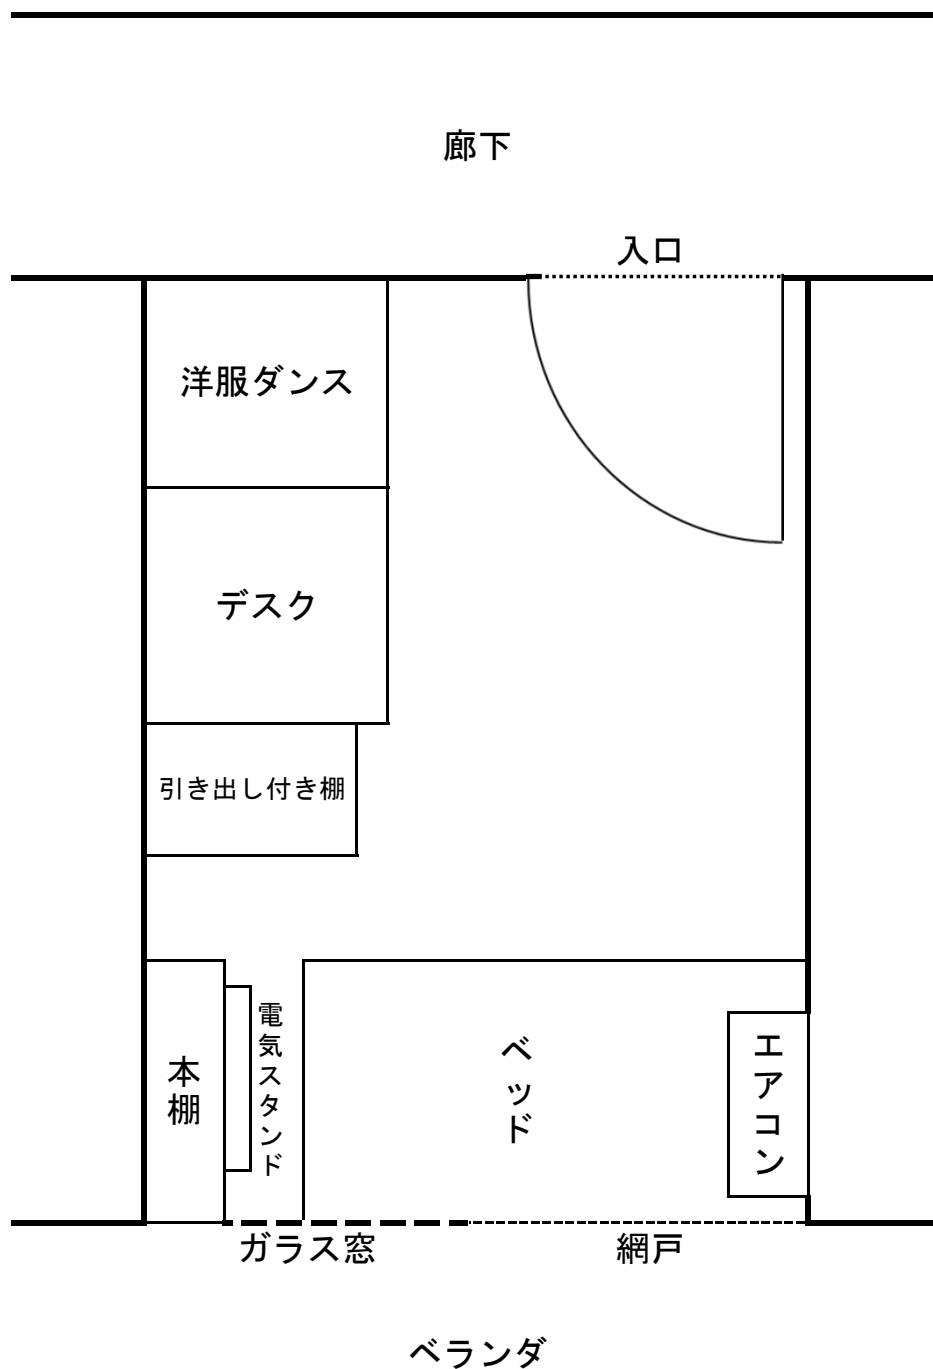 廊下
入口
洋服ダンス
デスク
引き出し付き棚
本棚
電気スタンド
ベッド
エアコン
ガラス窓
網戸
ベランダ